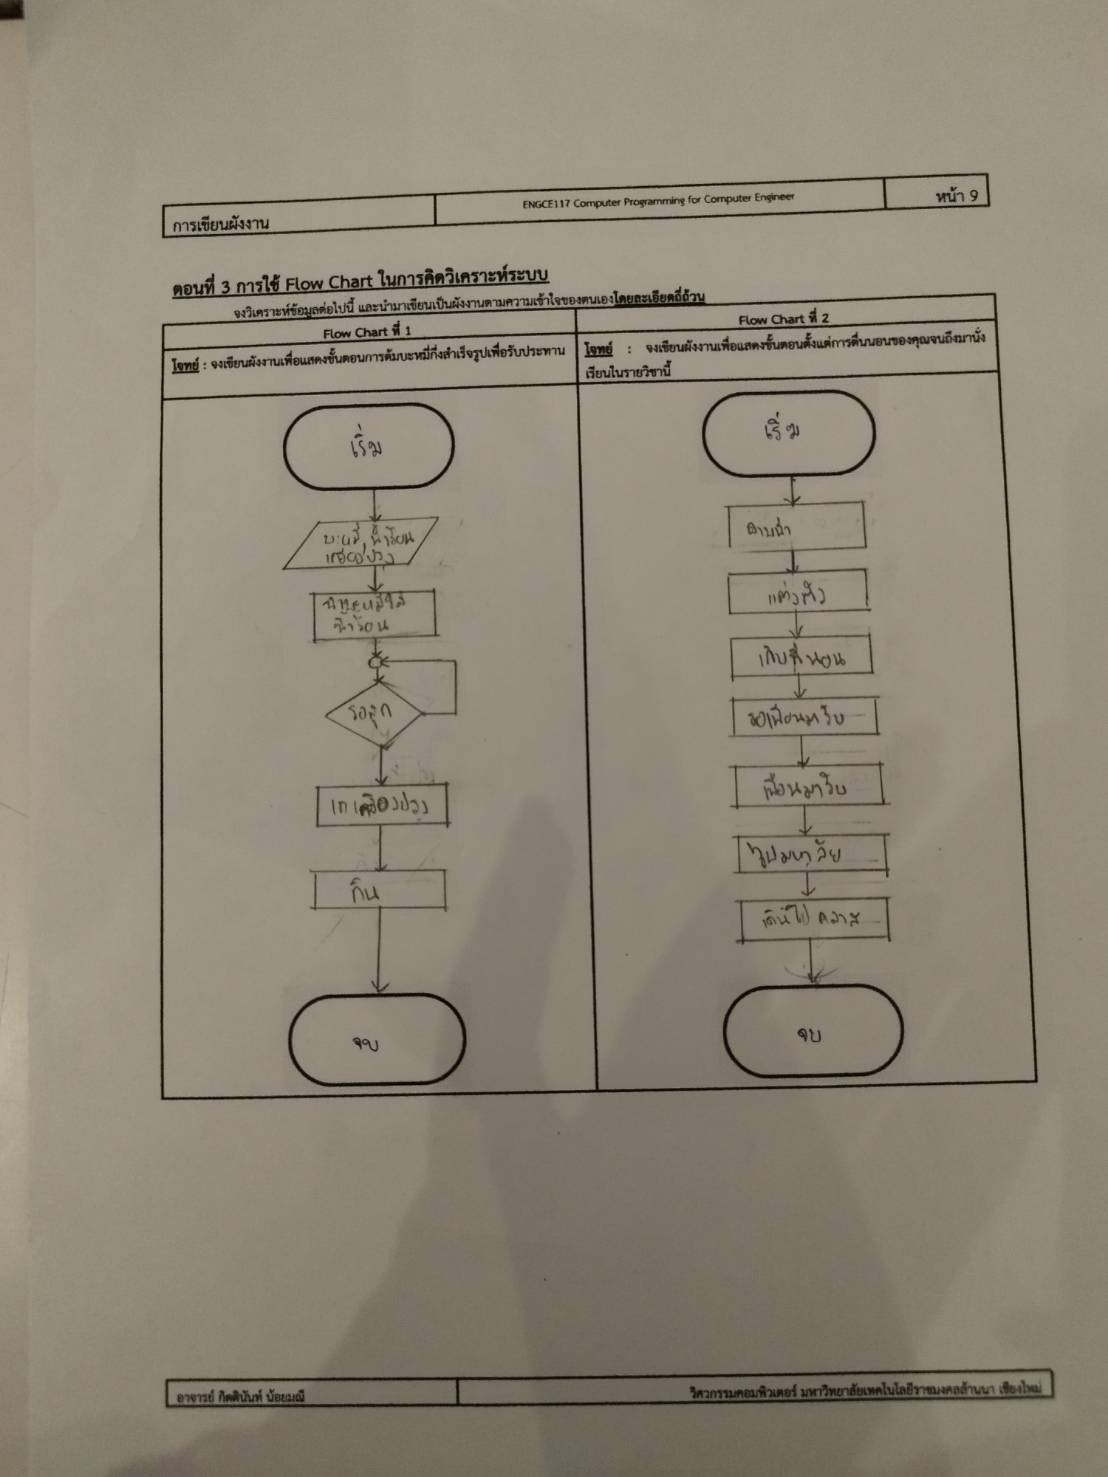 การเขียนผังงาน
ENGCE117 Computer Programming for Computer Engineer
หน้า 9
ตอนที่ 3 การใช้ Flow Chart ในการคิดวิเคราะห์ระบบ
จงวิเคราะห์ข้อมูลต่อไปนี้ และนำมาเขียนเป็นผังงานตามความเข้าใจของตนเองโดยละเอียดถี่ถ้วน
Flow Chart ที่ 1
โจทย์ : จงเขียนผังงานเพื่อแสดงขั้นตอนการต้มบะหมี่กึ่งสำเร็จรูปเพื่อรับประทาน
เริ่ม
บะหมี่, น้ำร้อน
เครื่องปรุง
นำบะหมี่ใส่
น้ำร้อน
รอสุก
เทเครื่องปรุง
กิน
จบ
Flow Chart ที่ 2
โจทย์ : จงเขียนผังงานเพื่อแสดงขั้นตอนตั้งแต่การตื่นนอนของคุณจนถึงมานั่ง
เรียนในรายวิชานี้
เริ่ม
อาบน้ำ
แต่งตัว
เก็บที่นอน
รอเพื่อนมารับ
เพื่อนมารับ
ไปมหาลัย
เดินไปคลาส
จบ
อาจารย์ กิตตินันท์ น้อยมณี
วิศวกรรมคอมพิวเตอร์ มหาวิทยาลัยเทคโนโลยีราชมงคลล้านนา เชียงใหม่